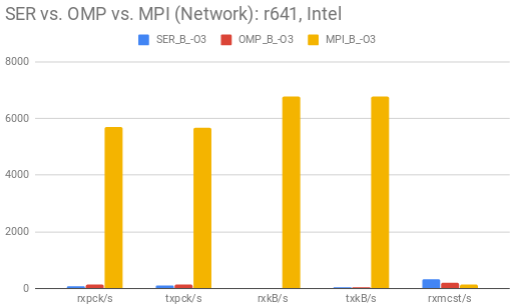 SER vs. OMP vs. MPI (Network): r641, Intel
SER_B_-O3 OMP_B_-O3 MPI_B_-O3
8000
6000
4000
2000
0
rxpck/s txpck/s rxkB/s txkB/s rxmcst/s